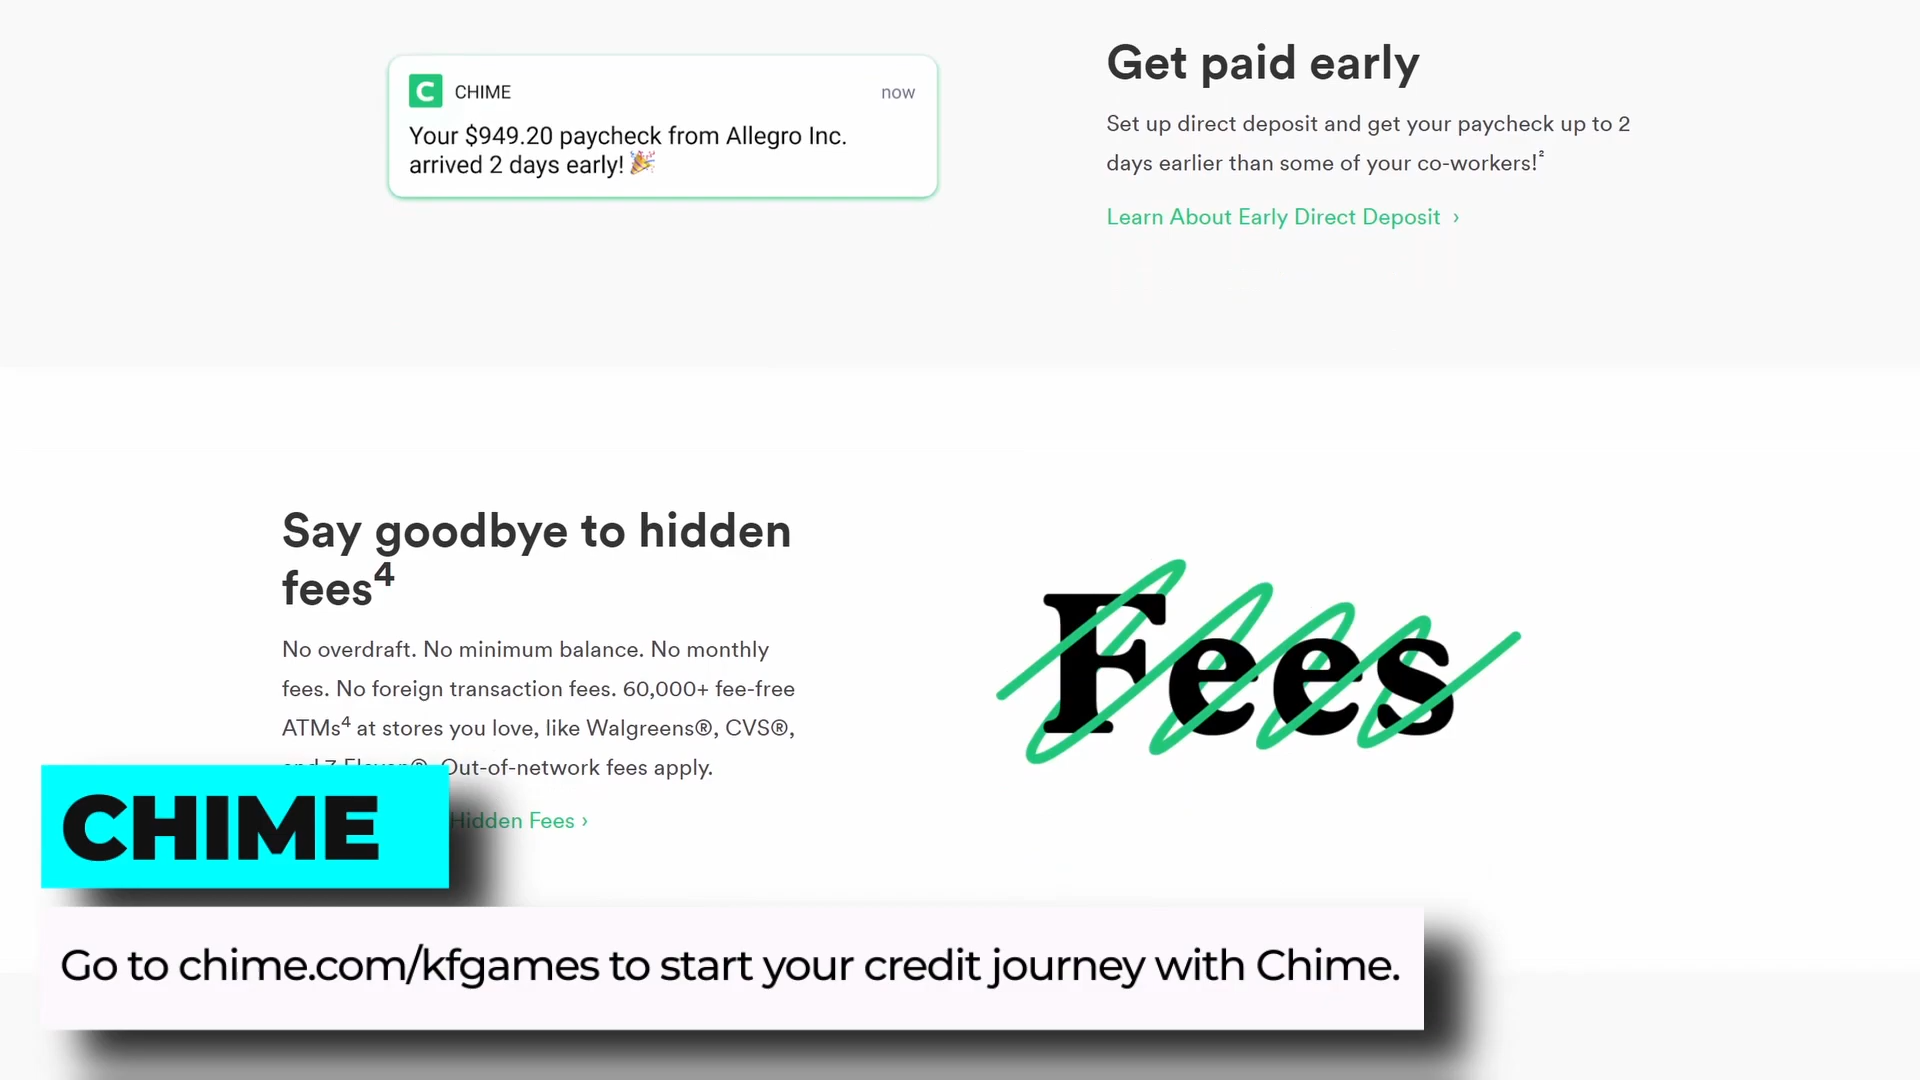 C CHIME now
Your $949.20 paycheck from Allegro Inc.
arrived 2 days early! 🎉
Get paid early
Set up direct deposit and get your paycheck up to 2
days earlier than some of your co-workers!²
Learn About Early Direct Deposit ›
Say goodbye to hidden
fees⁴
No overdraft. No minimum balance. No monthly
fees. No foreign transaction fees. 60,000+ fee-free
ATMs⁴ at stores you love, like Walgreens®, CVS®,
and 7-Eleven®. Out-of-network fees apply.
Hidden Fees ›
Fees
CHIME
Go to chime.com/kfgames to start your credit journey with Chime.